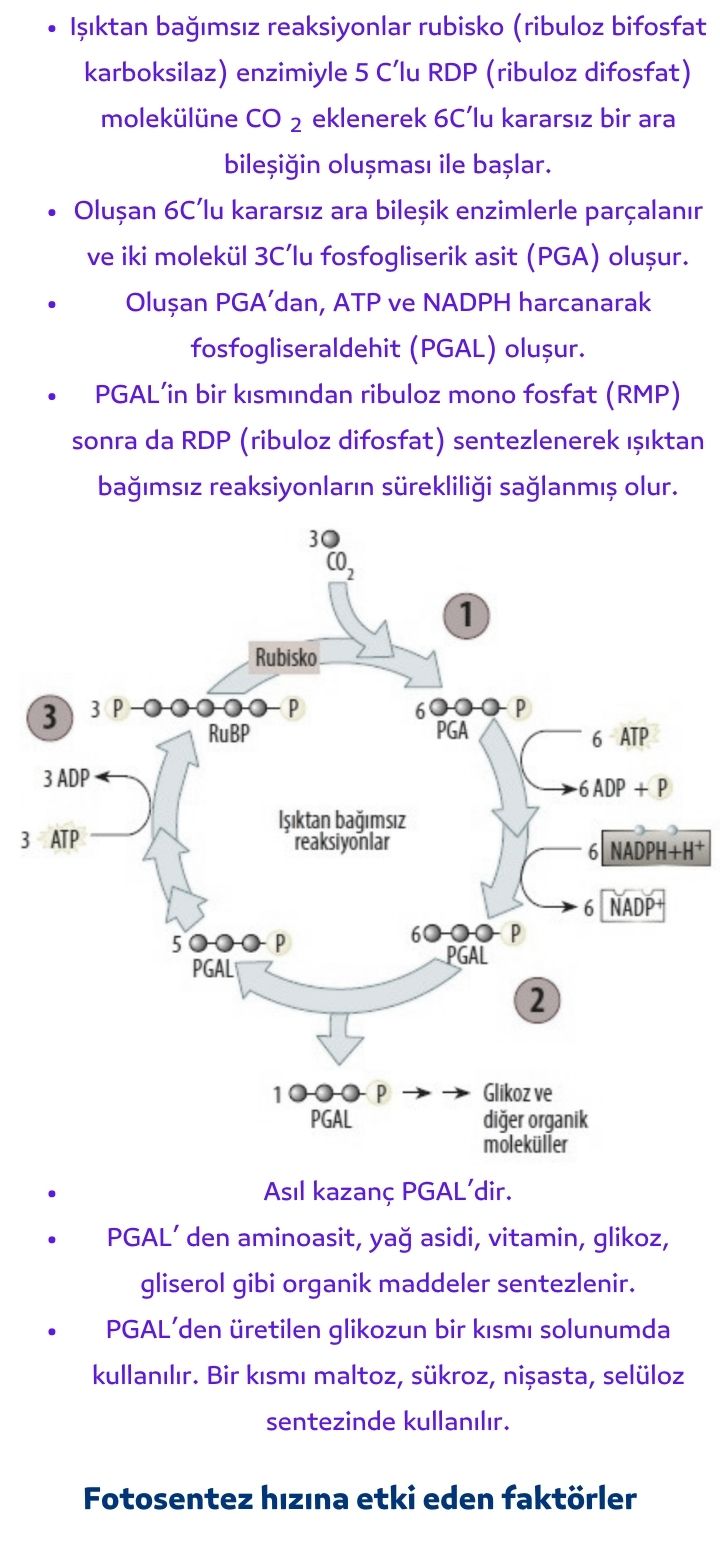 • Işıktan bağımsız reaksiyonlar rubisko (ribuloz bifosfat
karboksilaz) enzimiyle 5 C’lu RDP (ribuloz difosfat)
molekülüne CO 2 eklenerek 6C’lu kararsız bir ara
bileşiğin oluşması ile başlar.
• Oluşan 6C’lu kararsız ara bileşik enzimlerle parçalanır
ve iki molekül 3C’lu fosfogliserik asit (PGA) oluşur.
• Oluşan PGA’dan, ATP ve NADPH harcanarak
fosfogliseraldehit (PGAL) oluşur.
• PGAL’in bir kısmından ribuloz mono fosfat (RMP)
sonra da RDP (ribuloz difosfat) sentezlenerek ışıktan
bağımsız reaksiyonların sürekliliği sağlanmış olur.
3
CO2
1
Rubisko
3
3 P P
RuBP
6 P
PGA
6 ATP
6 ADP + P
3 ADP
3 ATP
Işıktan bağımsız
reaksiyonlar
6 NADPH+H+
6 NADP+
5 P
PGAL
6 P
PGAL
2
1 P
PGAL
Glikoz ve
diğer organik
moleküller
• Asıl kazanç PGAL’dir.
• PGAL’ den aminoasit, yağ asidi, vitamin, glikoz,
gliserol gibi organik maddeler sentezlenir.
• PGAL’den üretilen glikozun bir kısmı solunumda
kullanılır. Bir kısmı maltoz, sükroz, nişasta, selüloz
sentezinde kullanılır.
Fotosentez hızına etki eden faktörler